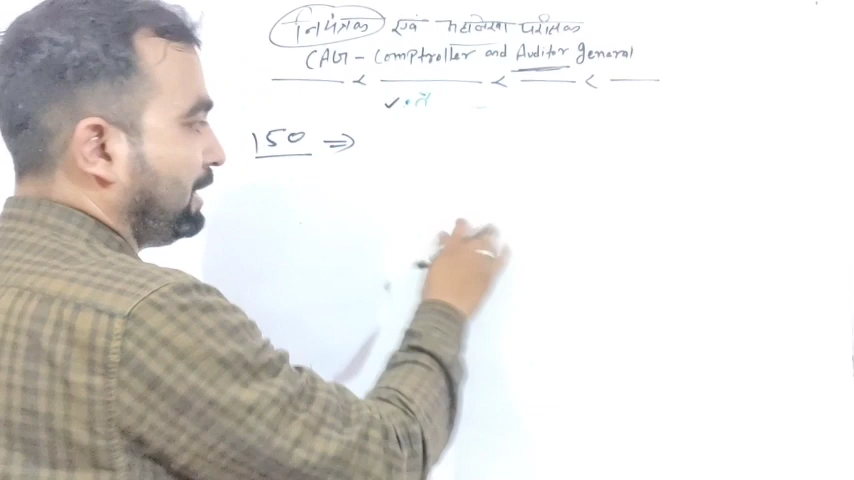 नियंत्रक एवं महालेखा परीक्षक
CAG - Comptroller and Auditor General
150 ⇒